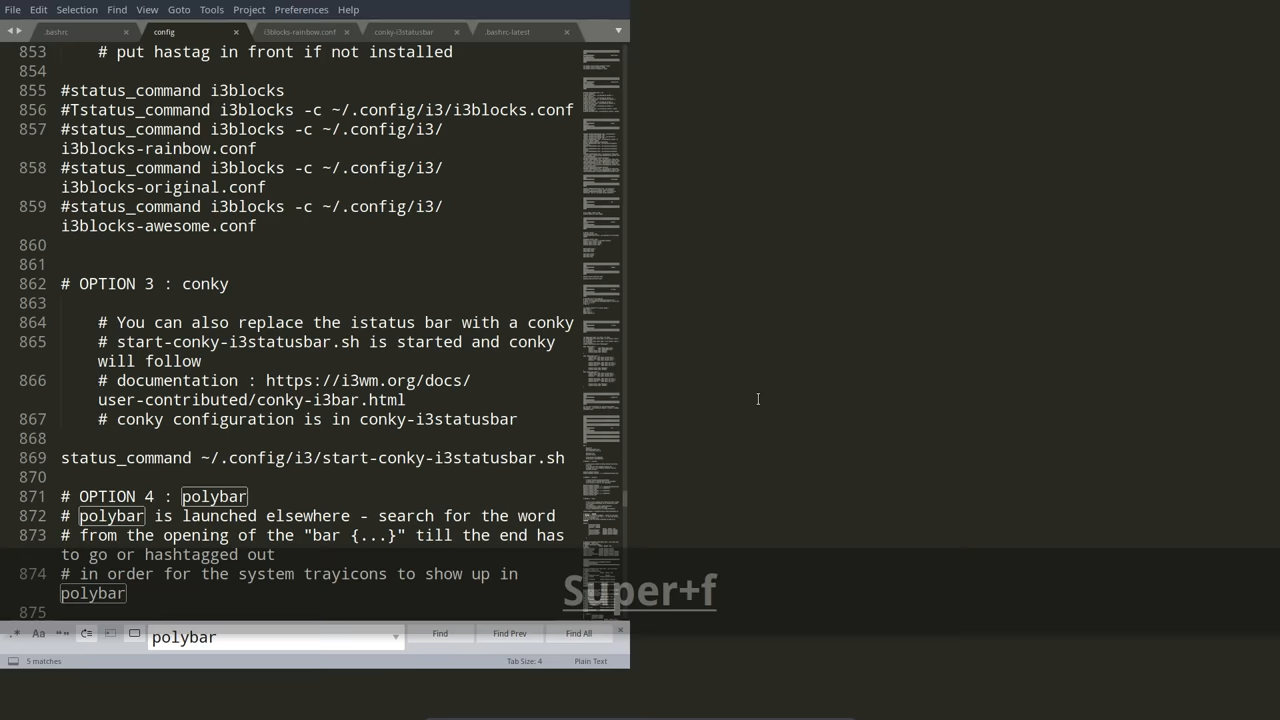 File Edit Selection Find View Goto Tools Project Preferences Help
.bashrc config i3blocks-rainbow.conf conky-i3statusbar .bashrc-latest
853 # put hastag in front if not installed
854
855 #status_command i3blocks
856 #Tstatus_Command i3blocks -c ~/.config/i3/i3blocks.conf
857 #status_command i3blocks -c ~/.config/i3/
i3blocks-rainbow.conf
858 #status_command i3blocks -c ~/.config/i3/
i3blocks-original.conf
859 #status_command i3blocks -c ~/.config/i3/
i3blocks-awesome.conf
860
861
862 # OPTION 3 : conky
863
864 # You can also replace the istatus bar with a conky
865 # start-conky-i3statusbar.sh is started and conky
will follow
866 # documentation : https://i3wm.org/docs/
user-contributed/conky-i3bar.html
867 # conky configuration is in conky-i3statusbar
868
869 status_command ~/.config/i3/start-conky-i3statusbar.sh
870
871 # OPTION 4 : polybar
872 # polybar is launched elsewhere - search for the word
873 # from the beginning of the "bar {...}" till the end has
to go or hashtagged out
874 # in order for the system trayicons to show up in
polybar
875
Super+f
.* Aa “” polybar Find Find Prev Find All
5 matches Tab Size: 4 Plain Text